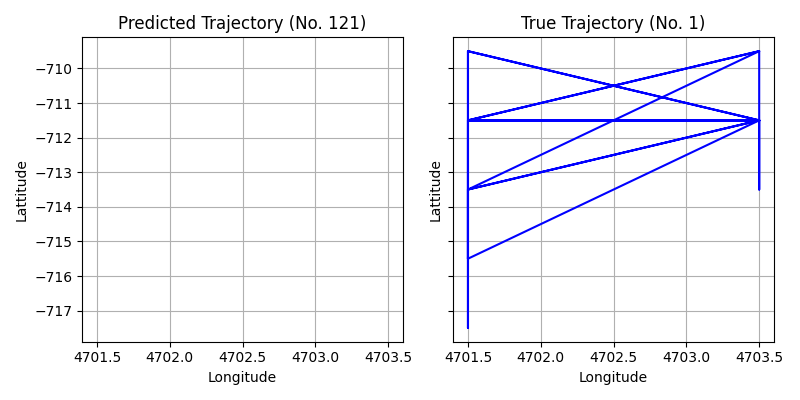 Predicted Trajectory (No. 121)
True Trajectory (No. 1)
−710
−711
−712
−713
−714
−715
−716
−717
Lattitude
Lattitude
4701.5 4702.0 4702.5 4703.0 4703.5
4701.5 4702.0 4702.5 4703.0 4703.5
Longitude
Longitude